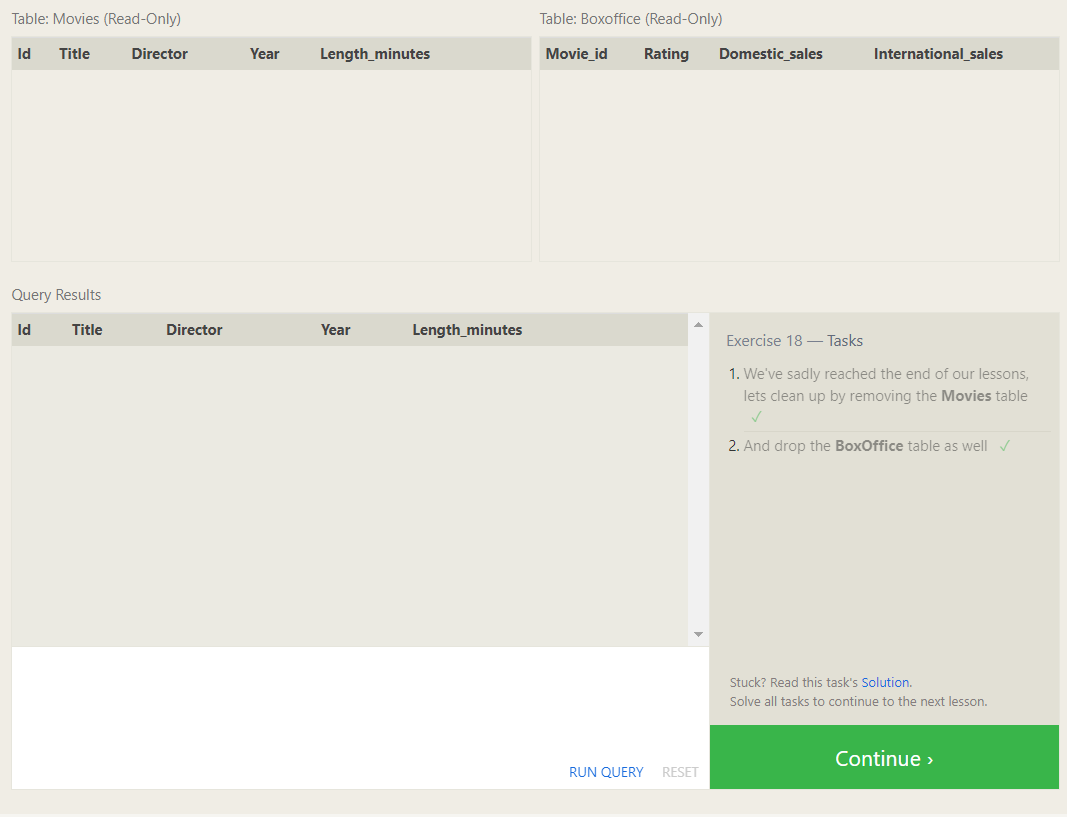 Table: Movies (Read-Only)
Table: Boxoffice (Read-Only)
Id Title Director Year Length_minutes
Movie_id Rating Domestic_sales International_sales
Query Results
Id Title Director Year Length_minutes
Exercise 18 — Tasks
1. We've sadly reached the end of our lessons,
lets clean up by removing the Movies table
✓
2. And drop the BoxOffice table as well ✓
Stuck? Read this task's Solution.
Solve all tasks to continue to the next lesson.
RUN QUERY RESET
Continue ›